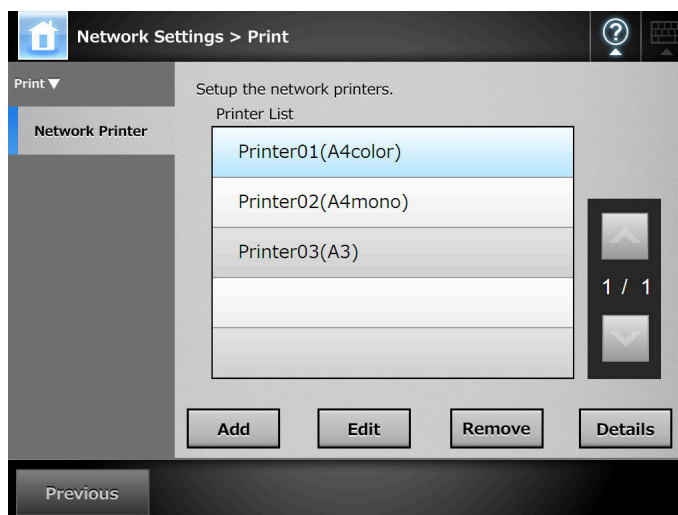 Network Settings > Print
?
Print ▼
Network Printer
Setup the network printers.
Printer List
Printer01(A4color)
Printer02(A4mono)
Printer03(A3)
1 / 1
Add
Edit
Remove
Details
Previous